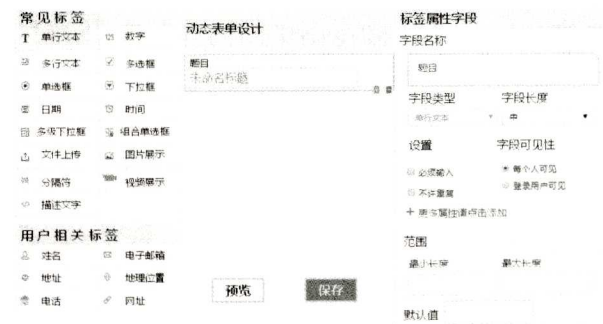 常见标签
单行文本 数字
多行文本 多选框
单选框 下拉框
日期 时间
多级下拉框 组合单选框
文件上传 图片展示
分隔符 视频展示
描述文字
用户相关标签
姓名 电子邮箱
地址 地理位置
电话 网址
动态表单设计
题目
未命名标题
预览 保存
标签属性字段
字段名称
题目
字段类型 字段长度
单行文本 中
设置 字段可见性
必须输入 每个人可见
不许重复 登录用户可见
+ 更多属性请点击添加
范围
最小长度 最大长度
默认值